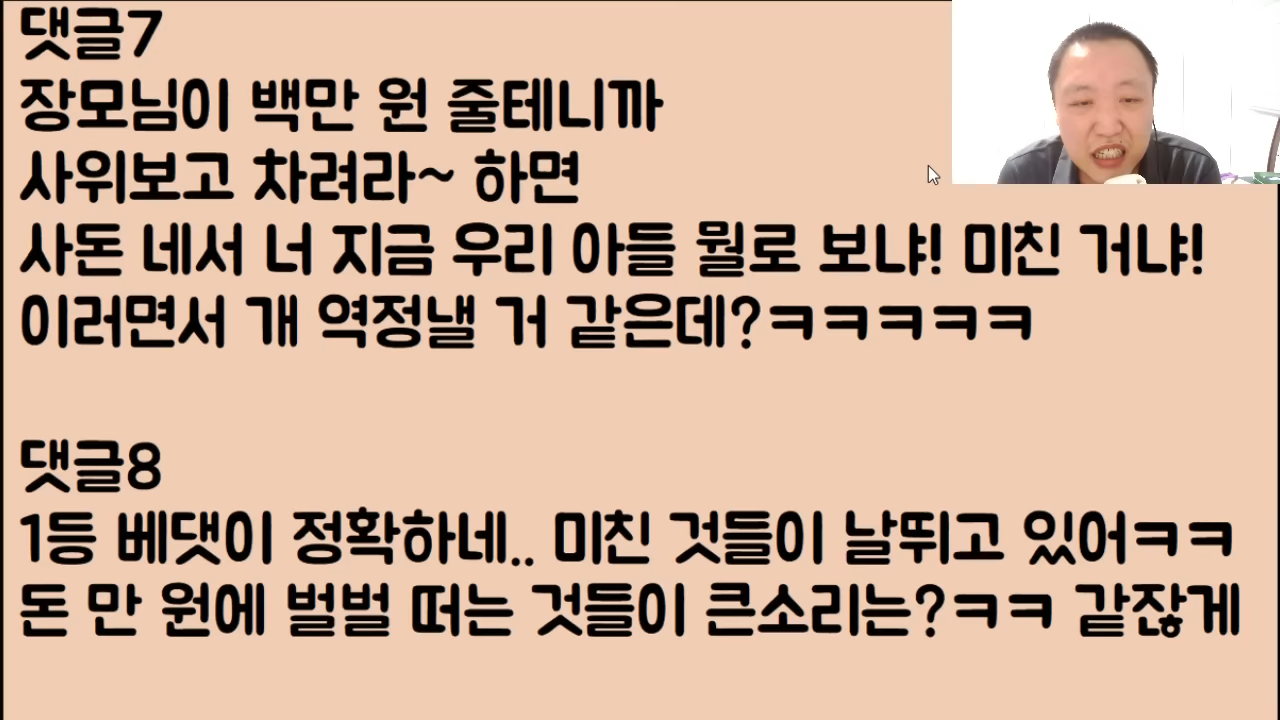 댓글7
장모님이 백만 원 줄테니까
사위보고 차려라~ 하면
사돈 네서 너 지금 우리 아들 뭘로 보냐! 미친 거냐!
이러면서 개 역정낼 거 같은데?ㅋㅋㅋㅋㅋ
댓글8
1등 베댓이 정확하네.. 미친 것들이 날뛰고 있어ㅋㅋ
돈 만 원에 벌벌 떠는 것들이 큰소리는?ㅋㅋ 같잖게